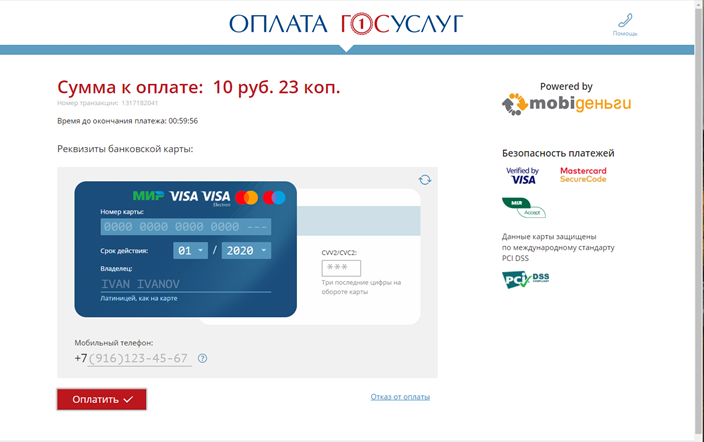 ОПЛАТА ГОСУСЛУГ
1
Помощь
Сумма к оплате: 10 руб. 23 коп.
Номер транзакции: 1317182041
Время до окончания платежа: 00:59:56
Реквизиты банковской карты:
МИР VISA VISA
Electron
Номер карты:
0000 0000 0000 0000 ---
Срок действия: 01 / 2020
Владелец:
IVAN IVANOV
Латиницей, как на карте
CVV2/CVC2:
***
Три последние цифры на
обороте карты
Мобильный телефон:
+7 (916)123-45-67 ?
Оплатить
Отказ от оплаты
Powered by
mobiденьги
Безопасность платежей
Verified by
VISA
Mastercard
SecureCode
MIR
Accept
Данные карты защищены
по международному стандарту
PCI DSS
PCI DSS
COMPLIANT